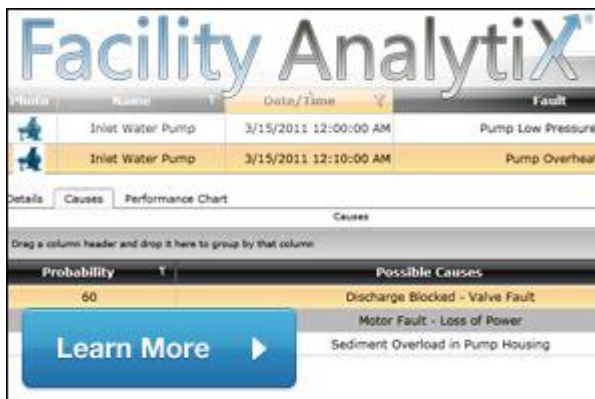 Facility AnalytiX®
Photo Name Date/Time Fault
Inlet Water Pump 3/15/2011 12:00:00 AM Pump Low Pressure
Inlet Water Pump 3/15/2011 12:10:00 AM Pump Overheat
Details Causes Performance Chart
Causes
Drag a column header and drop it here to group by that column
Probability Possible Causes
60 Discharge Blocked - Valve Fault
Motor Fault - Loss of Power
Learn More Sediment Overload in Pump Housing